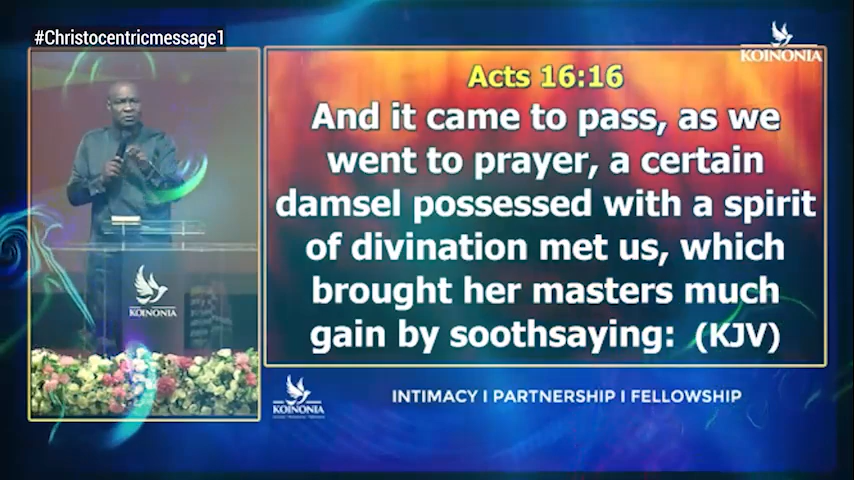 #Christocentricmessage1
KOINONIA
Acts 16:16
And it came to pass, as we
went to prayer, a certain
damsel possessed with a spirit
of divination met us, which
brought her masters much
gain by soothsaying: (KJV)
KOINONIA
KOINONIA
INTIMACY I PARTNERSHIP I FELLOWSHIP